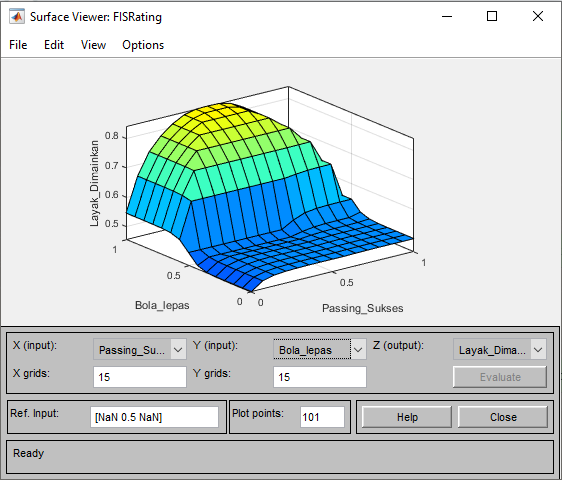 Surface Viewer: FISRating
File Edit View Options
Layak_Dimainkan
0.8
0.7
0.6
0.5
1
0.5
0
Bola_lepas
0
0.5
1
Passing_Sukses
X (input): Passing_Su... Y (input): Bola_lepas Z (output): Layak_Dima...
X grids: 15 Y grids: 15 Evaluate
Ref. Input: [NaN 0.5 NaN] Plot points: 101 Help Close
Ready